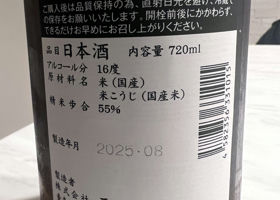 ご購入後は品質保持の為、直射日光を避け、冷蔵で
の保存をお願いいたします。開栓前にかかわらず、
できるだけお早めにお召し上がりください。
品目 日本酒 内容量 720ml
アルコール分 16度
原材料名 米(国産)
米こうじ(国産米)
精米歩合 55%
製造年月 2025-08
製造者
株式会社
4582356331015